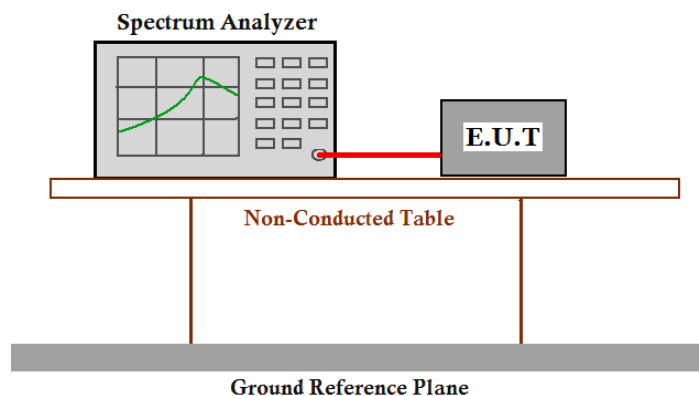 Spectrum Analyzer
E.U.T
Non-Conducted Table
Ground Reference Plane